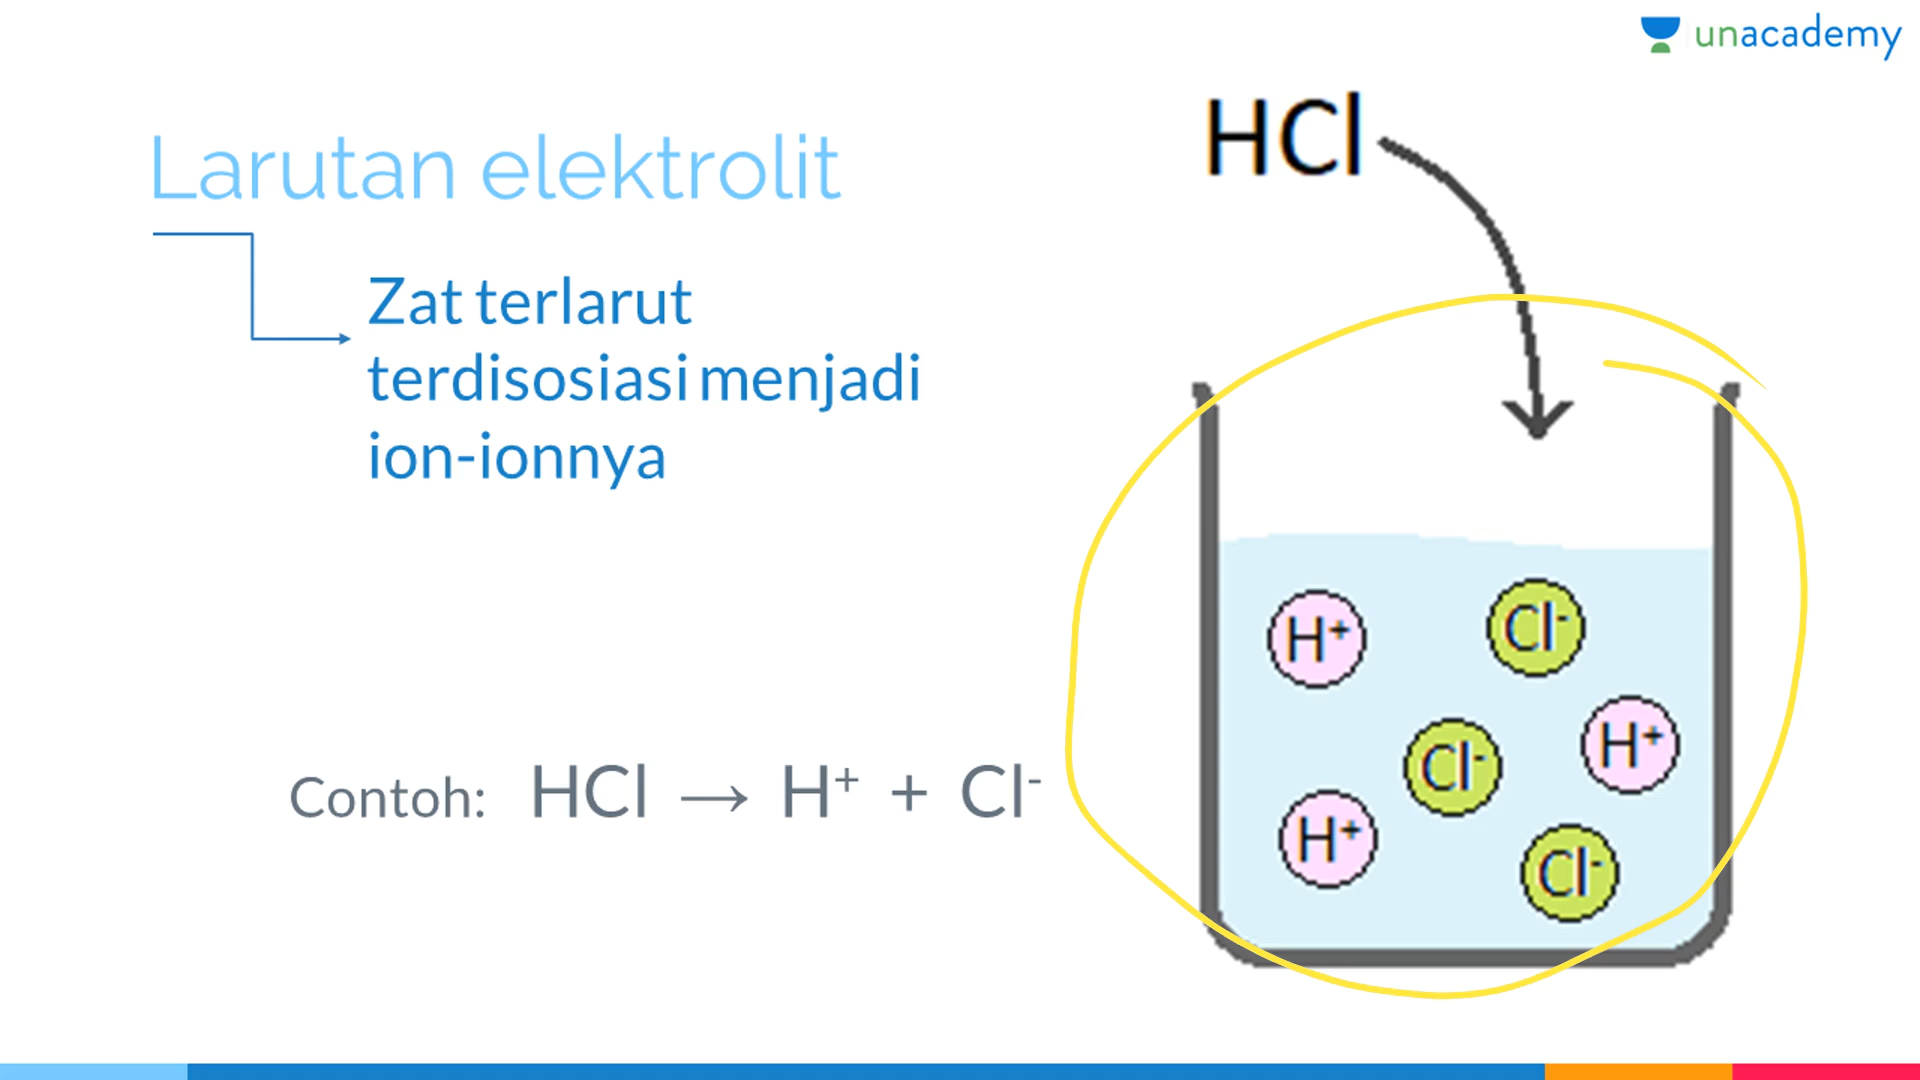 unacademy
HCl
Larutan elektrolit
Zat terlarut
terdisosiasi menjadi
ion-ionnya
H⁺
Cl⁻
H⁺
Cl⁻
H⁺
Cl⁻
Contoh: HCl → H⁺ + Cl⁻